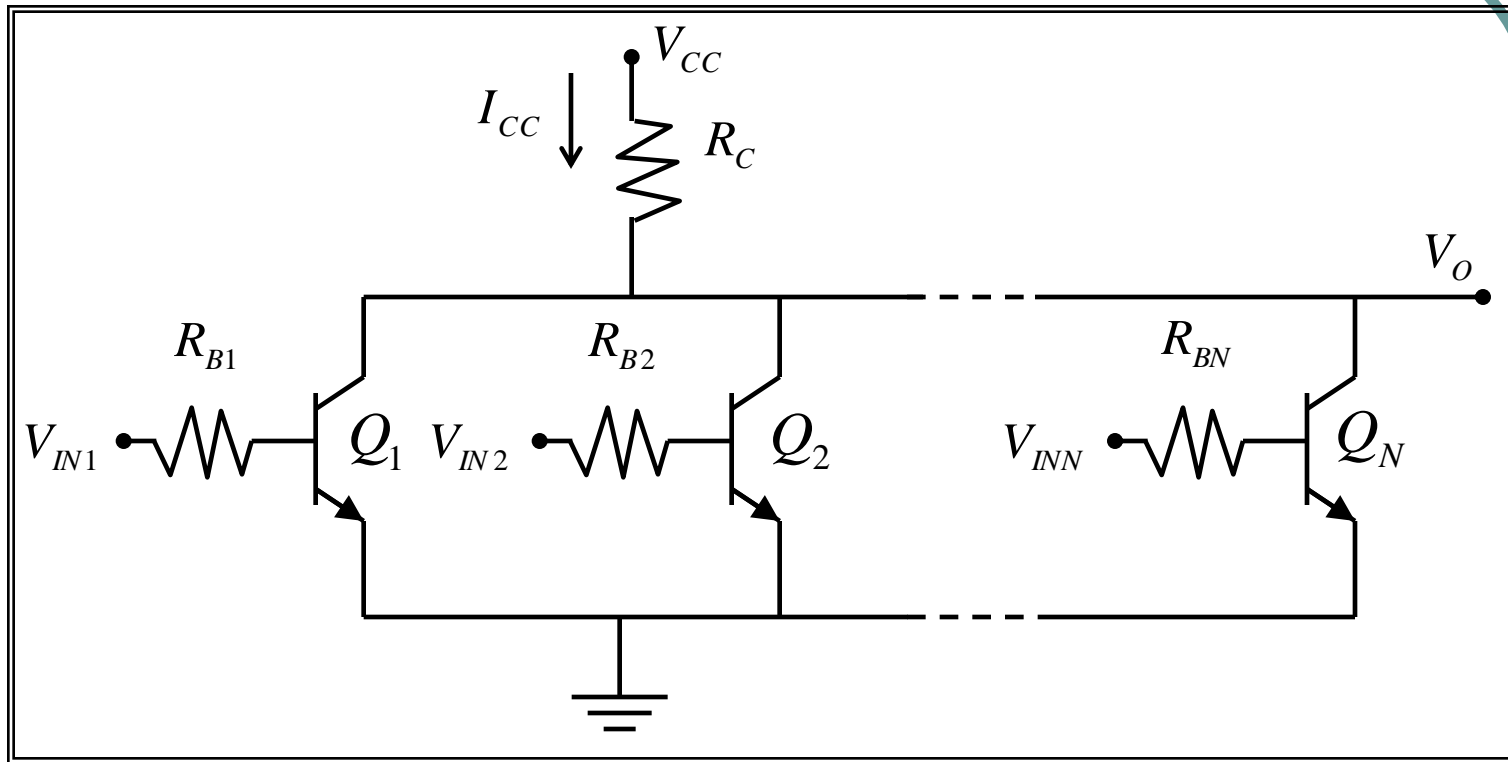 V_CC
I_CC
R_C
V_O
R_B1
R_B2
R_BN
V_IN1
Q_1
V_IN2
Q_2
V_INN
Q_N